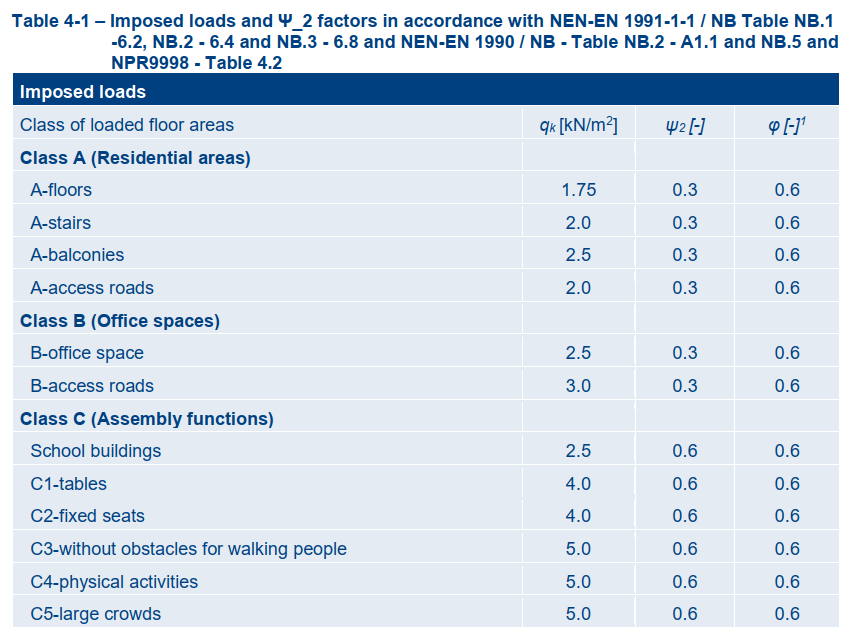 Table 4-1 – Imposed loads and Ψ_2 factors in accordance with NEN-EN 1991-1-1 / NB Table NB.1
-6.2, NB.2 - 6.4 and NB.3 - 6.8 and NEN-EN 1990 / NB - Table NB.2 - A1.1 and NB.5 and
NPR9998 - Table 4.2
Imposed loads
Class of loaded floor areas qk [kN/m²] ψ2 [-] φ [-]¹
Class A (Residential areas)
A-floors 1.75 0.3 0.6
A-stairs 2.0 0.3 0.6
A-balconies 2.5 0.3 0.6
A-access roads 2.0 0.3 0.6
Class B (Office spaces)
B-office space 2.5 0.3 0.6
B-access roads 3.0 0.3 0.6
Class C (Assembly functions)
School buildings 2.5 0.6 0.6
C1-tables 4.0 0.6 0.6
C2-fixed seats 4.0 0.6 0.6
C3-without obstacles for walking people 5.0 0.6 0.6
C4-physical activities 5.0 0.6 0.6
C5-large crowds 5.0 0.6 0.6